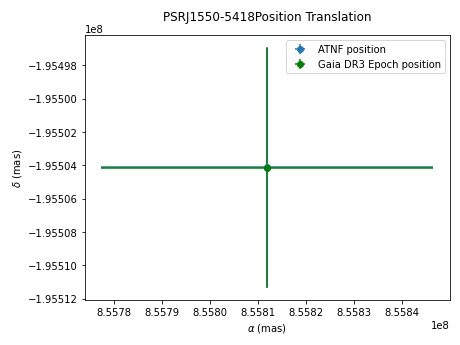 PSRJ1550-5418Position Translation
1e8
ATNF position
Gaia DR3 Epoch position
−1.95498
−1.95500
−1.95502
−1.95504
−1.95506
−1.95508
−1.95510
−1.95512
δ (mas)
8.5578 8.5579 8.5580 8.5581 8.5582 8.5583 8.5584
α (mas)
1e8